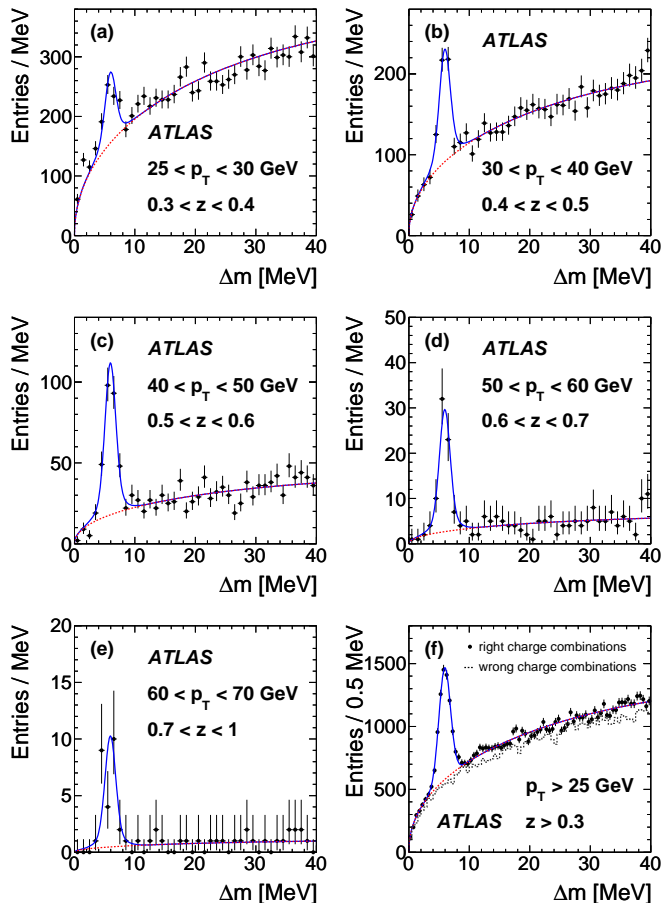 (a)
ATLAS
25 < pT < 30 GeV
0.3 < z < 0.4
Entries / MeV
300
200
100
0
0 10 20 30 40
Δm [MeV]
(b)
ATLAS
30 < pT < 40 GeV
0.4 < z < 0.5
Entries / MeV
200
100
0
0 10 20 30 40
Δm [MeV]
(c)
ATLAS
40 < pT < 50 GeV
0.5 < z < 0.6
Entries / MeV
100
50
0
0 10 20 30 40
Δm [MeV]
(d)
ATLAS
50 < pT < 60 GeV
0.6 < z < 0.7
Entries / MeV
50
40
30
20
10
0
0 10 20 30 40
Δm [MeV]
(e)
ATLAS
60 < pT < 70 GeV
0.7 < z < 1
Entries / MeV
20
15
10
5
0
0 10 20 30 40
Δm [MeV]
(f)
right charge combinations
wrong charge combinations
pT > 25 GeV
ATLAS
z > 0.3
Entries / 0.5 MeV
1500
1000
500
0
0 10 20 30 40
Δm [MeV]